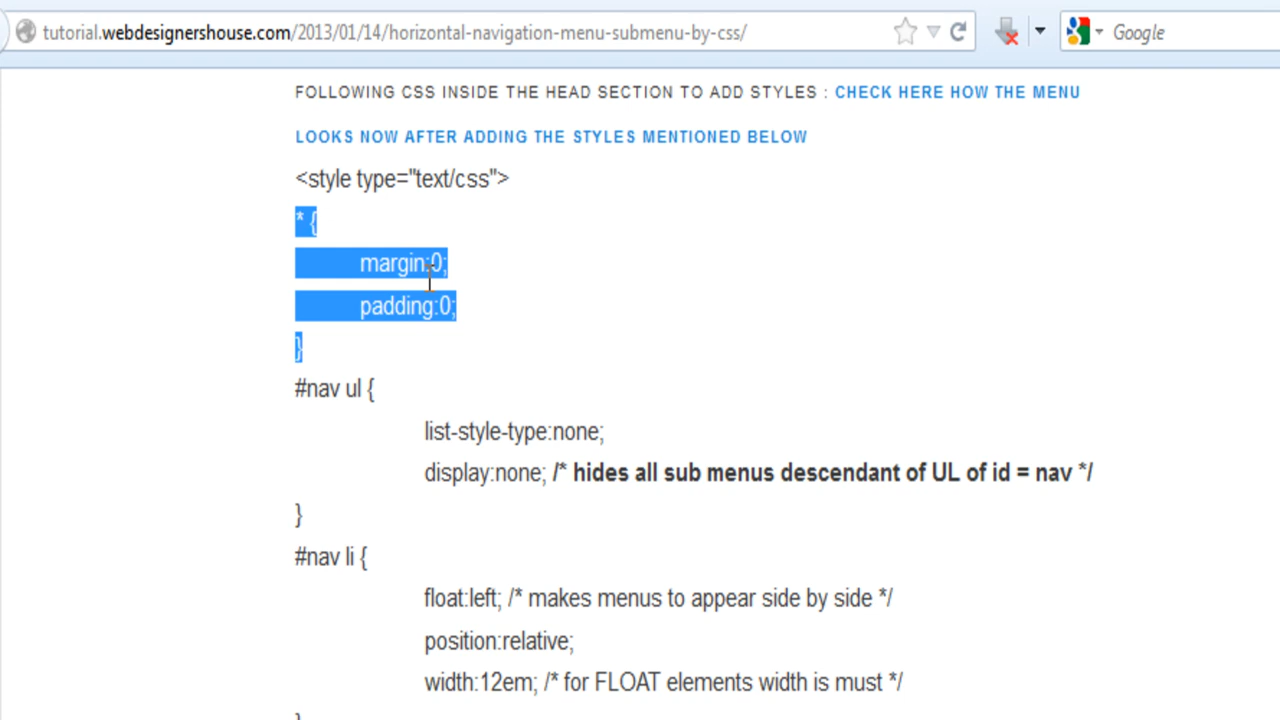 tutorial.webdesignershouse.com/2013/01/14/horizontal-navigation-menu-submenu-by-css/
Google
FOLLOWING CSS INSIDE THE HEAD SECTION TO ADD STYLES : CHECK HERE HOW THE MENU
LOOKS NOW AFTER ADDING THE STYLES MENTIONED BELOW
<style type="text/css">
* {
margin:0;
padding:0;
}
#nav ul {
list-style-type:none;
display:none; /* hides all sub menus descendant of UL of id = nav */
}
#nav li {
float:left; /* makes menus to appear side by side */
position:relative;
width:12em; /* for FLOAT elements width is must */
}